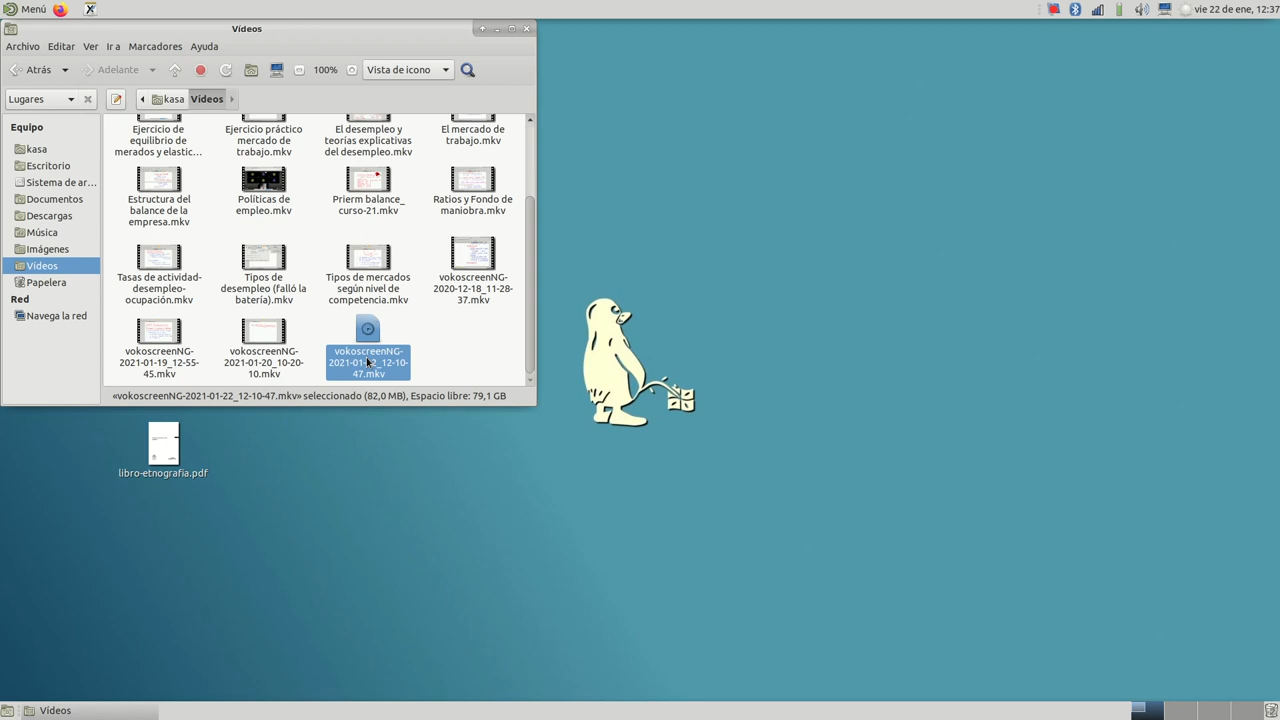 Menú
vie 22 de ene, 12:37
Vídeos
Archivo Editar Ver Ir a Marcadores Ayuda
Atrás Adelante 100% Vista de icono
Lugares kasa Vídeos
Equipo
kasa
Escritorio
Sistema de ar...
Documentos
Descargas
Música
Imágenes
Vídeos
Papelera
Red
Navega la red
Ejercicio de
equilibrio de
merados y elastic...
Ejercicio práctico
mercado de
trabajo.mkv
El desempleo y
teorías explicativas
del desempleo.mkv
El mercado de
trabajo.mkv
Estructura del
balance de la
empresa.mkv
Políticas de
empleo.mkv
Prierm balance_
curso-21.mkv
Ratios y Fondo de
maniobra.mkv
Tasas de actividad-
desempleo-
ocupación.mkv
Tipos de
desempleo (falló la
batería).mkv
Tipos de mercados
según nivel de
competencia.mkv
vokoscreenNG-
2020-12-18_11-28-
37.mkv
vokoscreenNG-
2021-01-19_12-55-
45.mkv
vokoscreenNG-
2021-01-20_10-20-
10.mkv
vokoscreenNG-
2021-01-22_12-10-
47.mkv
«vokoscreenNG-2021-01-22_12-10-47.mkv» seleccionado (82,0 MB), Espacio libre: 79,1 GB
libro-etnografia.pdf
Vídeos